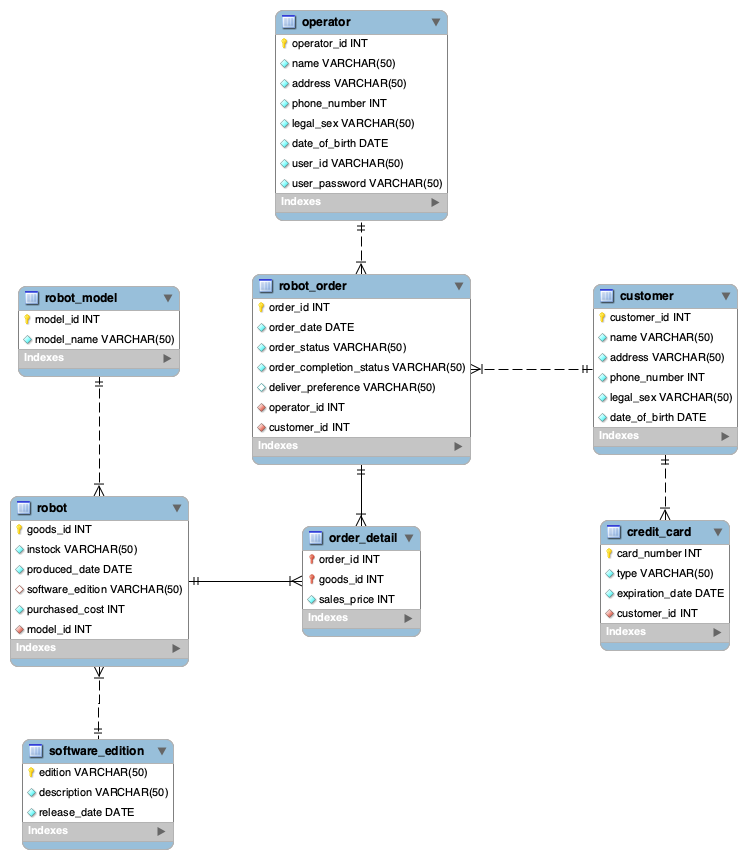 operator
operator_id INT
name VARCHAR(50)
address VARCHAR(50)
phone_number INT
legal_sex VARCHAR(50)
date_of_birth DATE
user_id VARCHAR(50)
user_password VARCHAR(50)
Indexes
robot_model
model_id INT
model_name VARCHAR(50)
Indexes
robot_order
order_id INT
order_date DATE
order_status VARCHAR(50)
order_completion_status VARCHAR(50)
deliver_preference VARCHAR(50)
operator_id INT
customer_id INT
Indexes
customer
customer_id INT
name VARCHAR(50)
address VARCHAR(50)
phone_number INT
legal_sex VARCHAR(50)
date_of_birth DATE
Indexes
robot
goods_id INT
instock VARCHAR(50)
produced_date DATE
software_edition VARCHAR(50)
purchased_cost INT
model_id INT
Indexes
order_detail
order_id INT
goods_id INT
sales_price INT
Indexes
credit_card
card_number INT
type VARCHAR(50)
expiration_date DATE
customer_id INT
Indexes
software_edition
edition VARCHAR(50)
description VARCHAR(50)
release_date DATE
Indexes